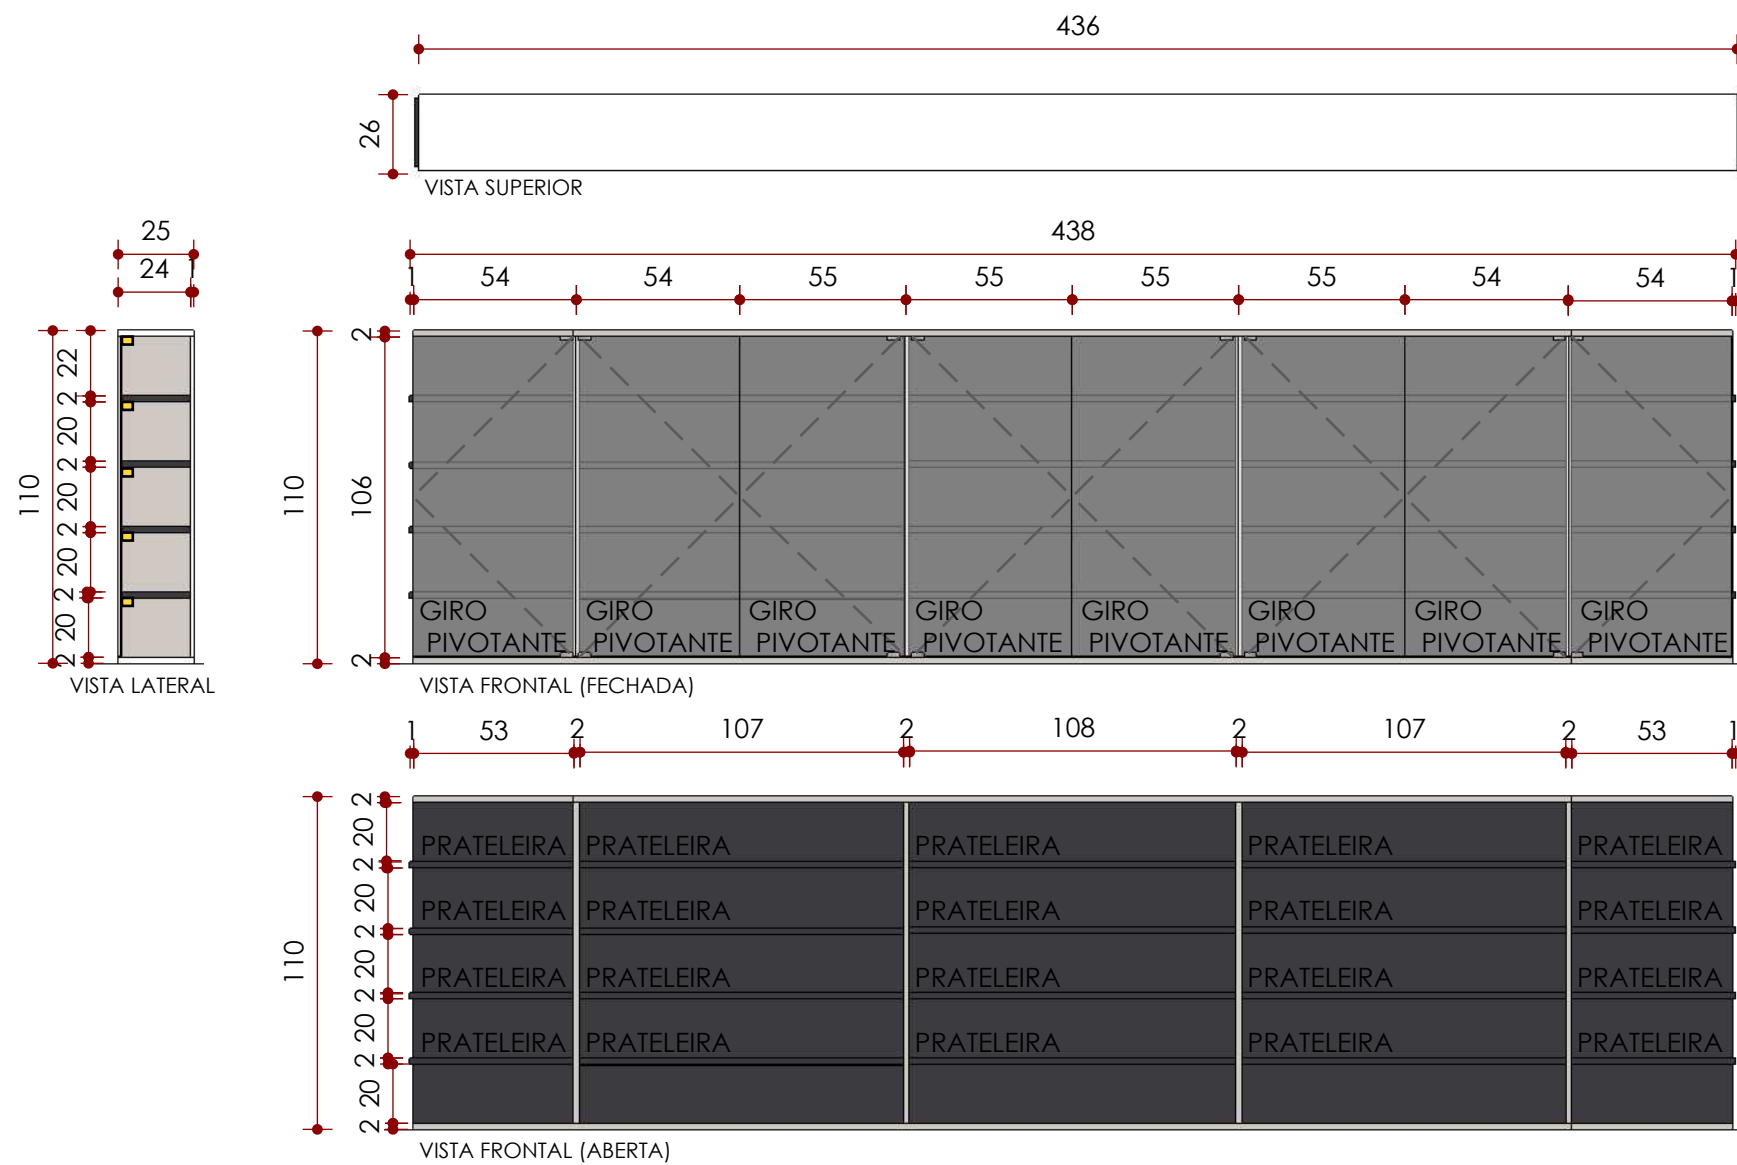 436
26
VISTA SUPERIOR
25
24 1
110
22
2
20
2
20
2
20
2
20
2
VISTA LATERAL
438
1 54 54 55 55 55 55 54 54 1
110
2
106
2
GIRO GIRO GIRO GIRO GIRO GIRO GIRO GIRO
PIVOTANTE PIVOTANTE PIVOTANTE PIVOTANTE PIVOTANTE PIVOTANTE PIVOTANTE PIVOTANTE
VISTA FRONTAL (FECHADA)
1 53 2 107 2 108 2 107 2 53 1
110
2
20
2
20
2
20
2
20
2
20
2
PRATELEIRA PRATELEIRA PRATELEIRA PRATELEIRA PRATELEIRA
PRATELEIRA PRATELEIRA PRATELEIRA PRATELEIRA PRATELEIRA
PRATELEIRA PRATELEIRA PRATELEIRA PRATELEIRA PRATELEIRA
PRATELEIRA PRATELEIRA PRATELEIRA PRATELEIRA PRATELEIRA
VISTA FRONTAL (ABERTA)